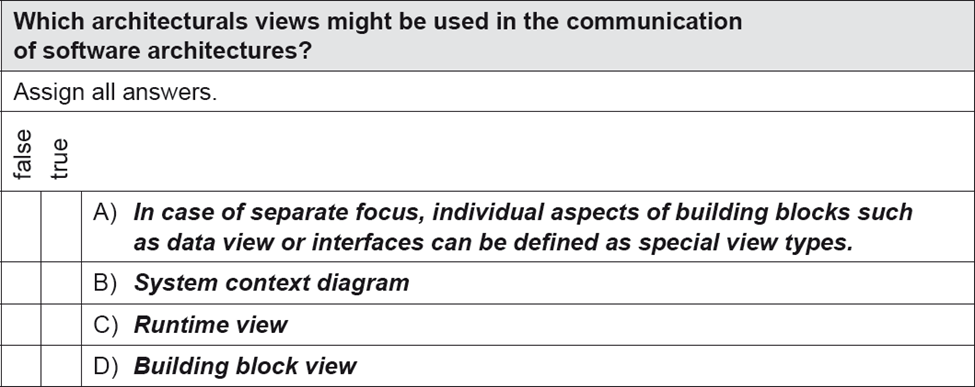 Which architecturals views might be used in the communication
of software architectures?
Assign all answers.
false
true
A) In case of separate focus, individual aspects of building blocks such
as data view or interfaces can be defined as special view types.
B) System context diagram
C) Runtime view
D) Building block view